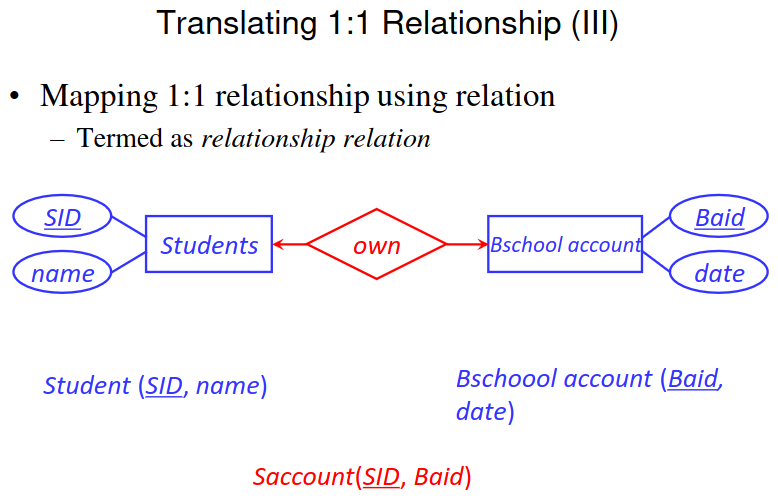 Translating 1:1 Relationship (III)
• Mapping 1:1 relationship using relation
– Termed as relationship relation
SID
name
Students
own
Bschool account
Baid
date
Student (SID, name)
Bschoool account (Baid,
date)
Saccount(SID, Baid)